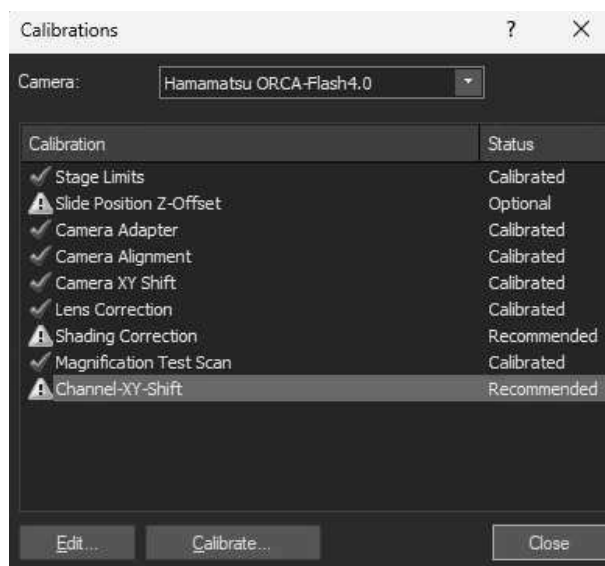 Calibrations ?
Camera: Hamamatsu ORCA-Flash4.0
Calibration Status
Stage Limits Calibrated
Slide Position Z-Offset Optional
Camera Adapter Calibrated
Camera Alignment Calibrated
Camera XY Shift Calibrated
Lens Correction Calibrated
Shading Correction Recommended
Magnification Test Scan Calibrated
Channel-XY-Shift Recommended
Edit... Calibrate... Close